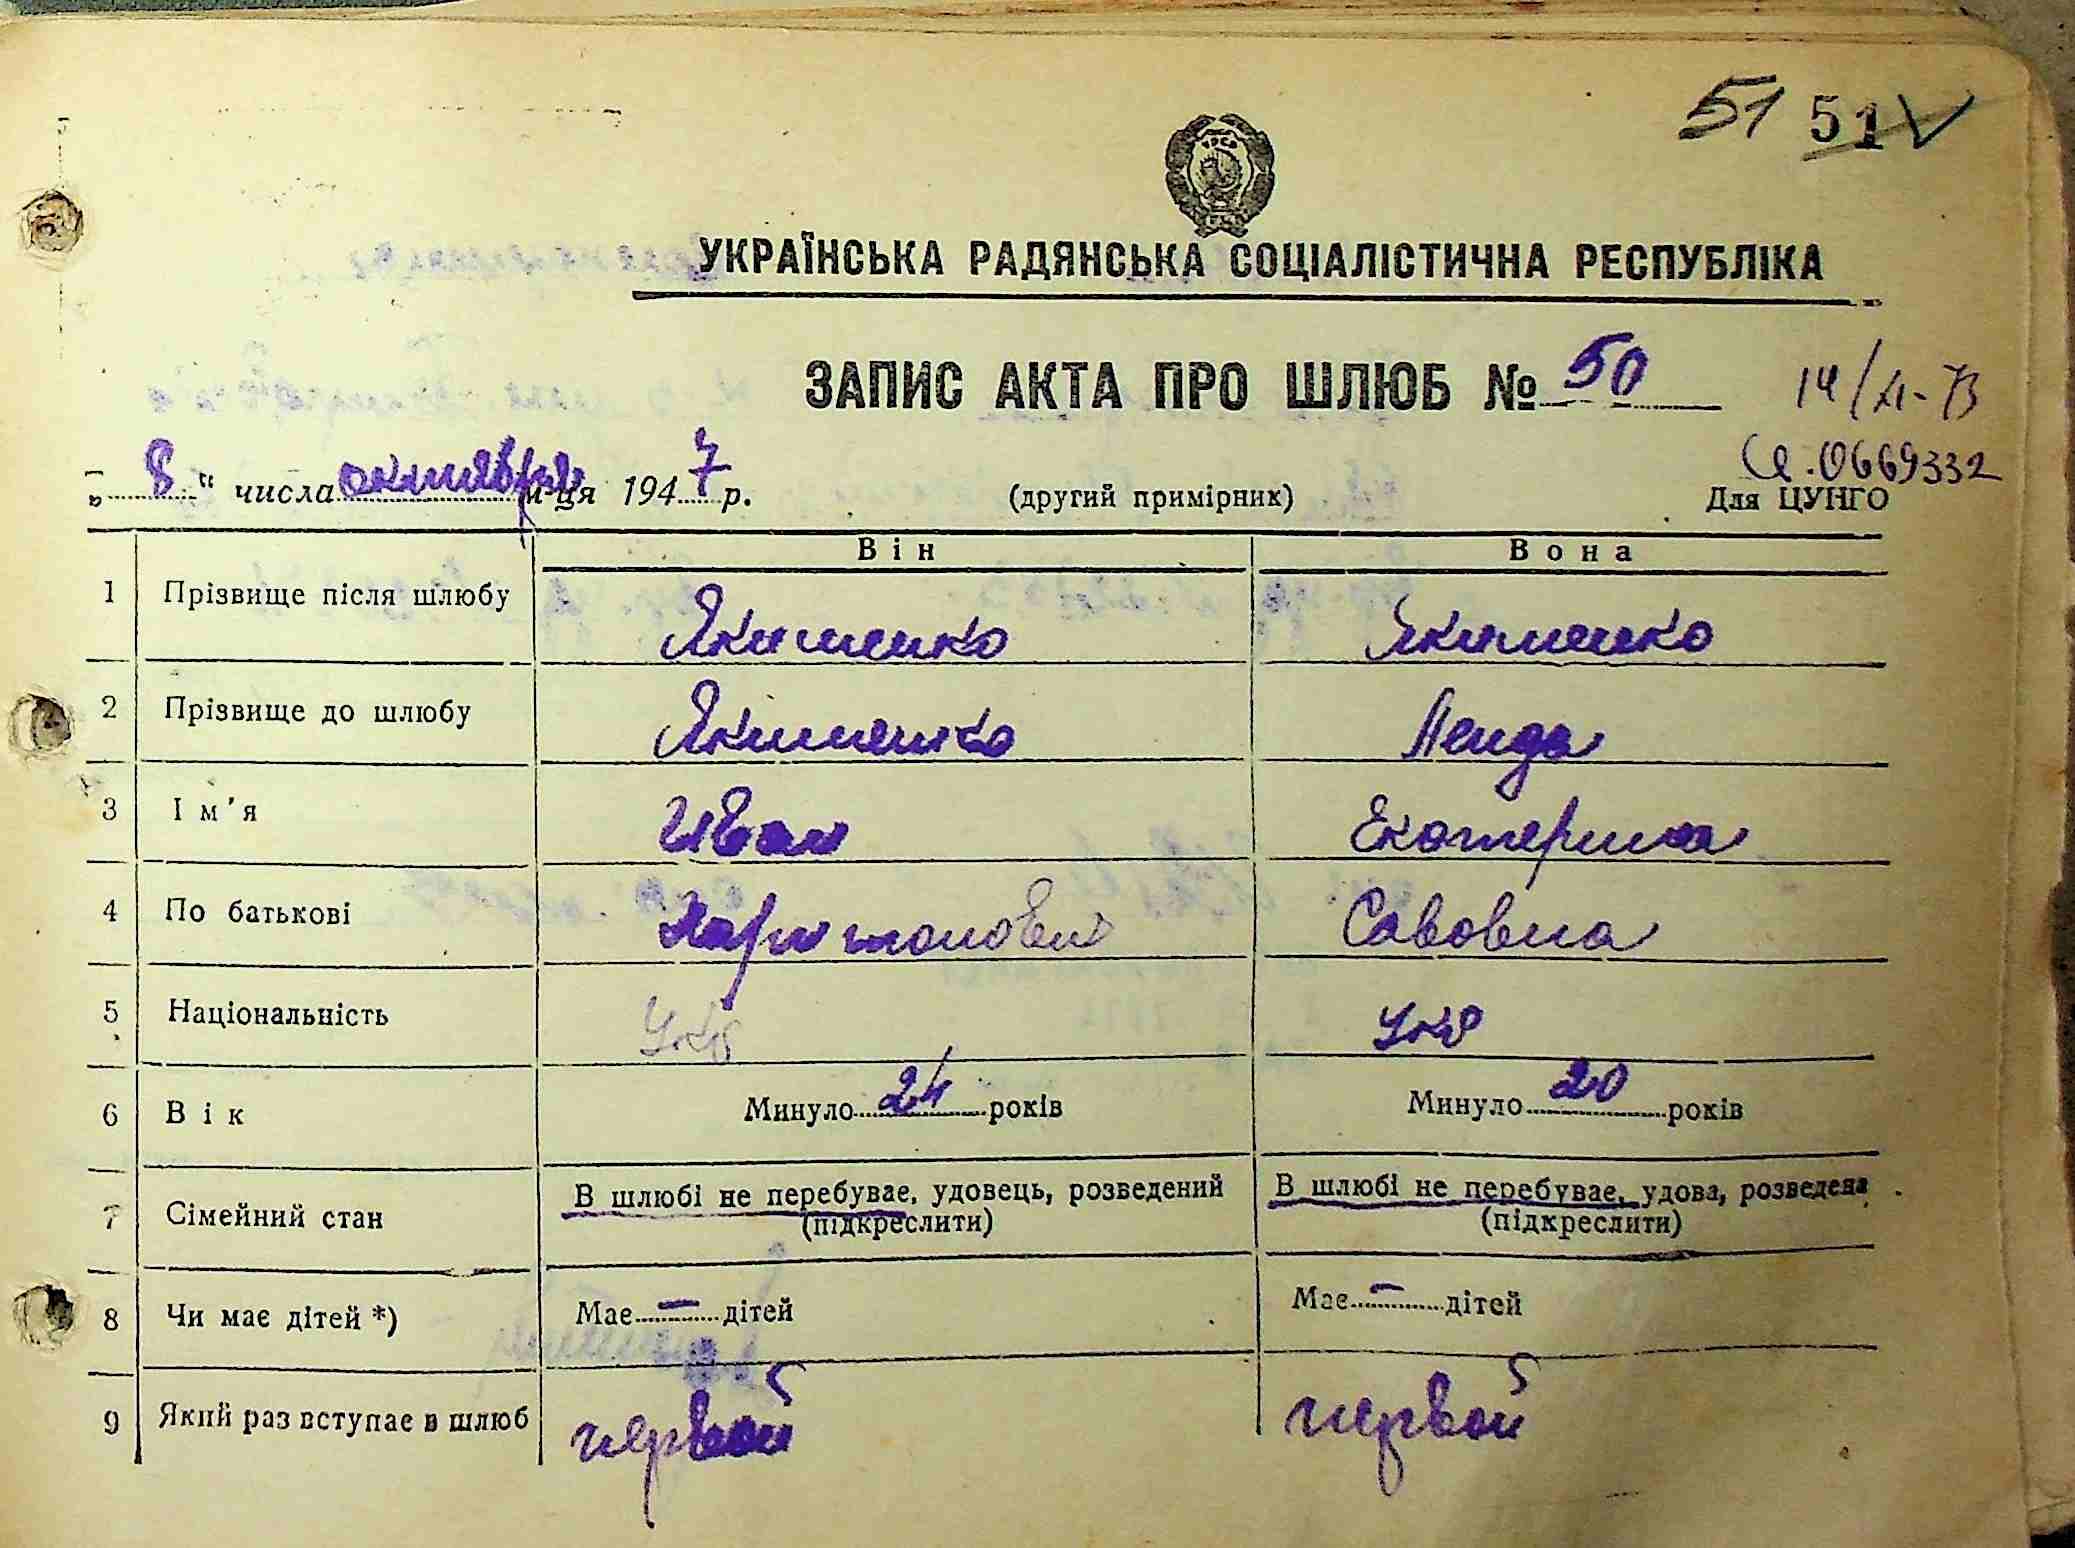 51 51
УКРАЇНСЬКА РАДЯНСЬКА СОЦІАЛІСТИЧНА РЕСПУБЛІКА
ЗАПИС АКТА ПРО ШЛЮБ № 50
14/XI-73
„8“ числа октября м-ця 1947 р. (другий примірник) Для ЦУНГО
0669332
Він Вона
1 Прізвище після шлюбу Якименко Якименко
2 Прізвище до шлюбу Якименко
3 Ім'я Иван Екатерина
4 По батькові Харитонович Савовна
5 Національність Укр Укр
6 Вік Минуло 24 років Минуло 20 років
7 Сімейний стан В шлюбі не перебуває, удовець, розведений В шлюбі не перебуває, удова, розведена
(підкреслити) (підкреслити)
8 Чи має дітей *) Має — дітей Має — дітей
9 Який раз вступає в шлюб первой первой